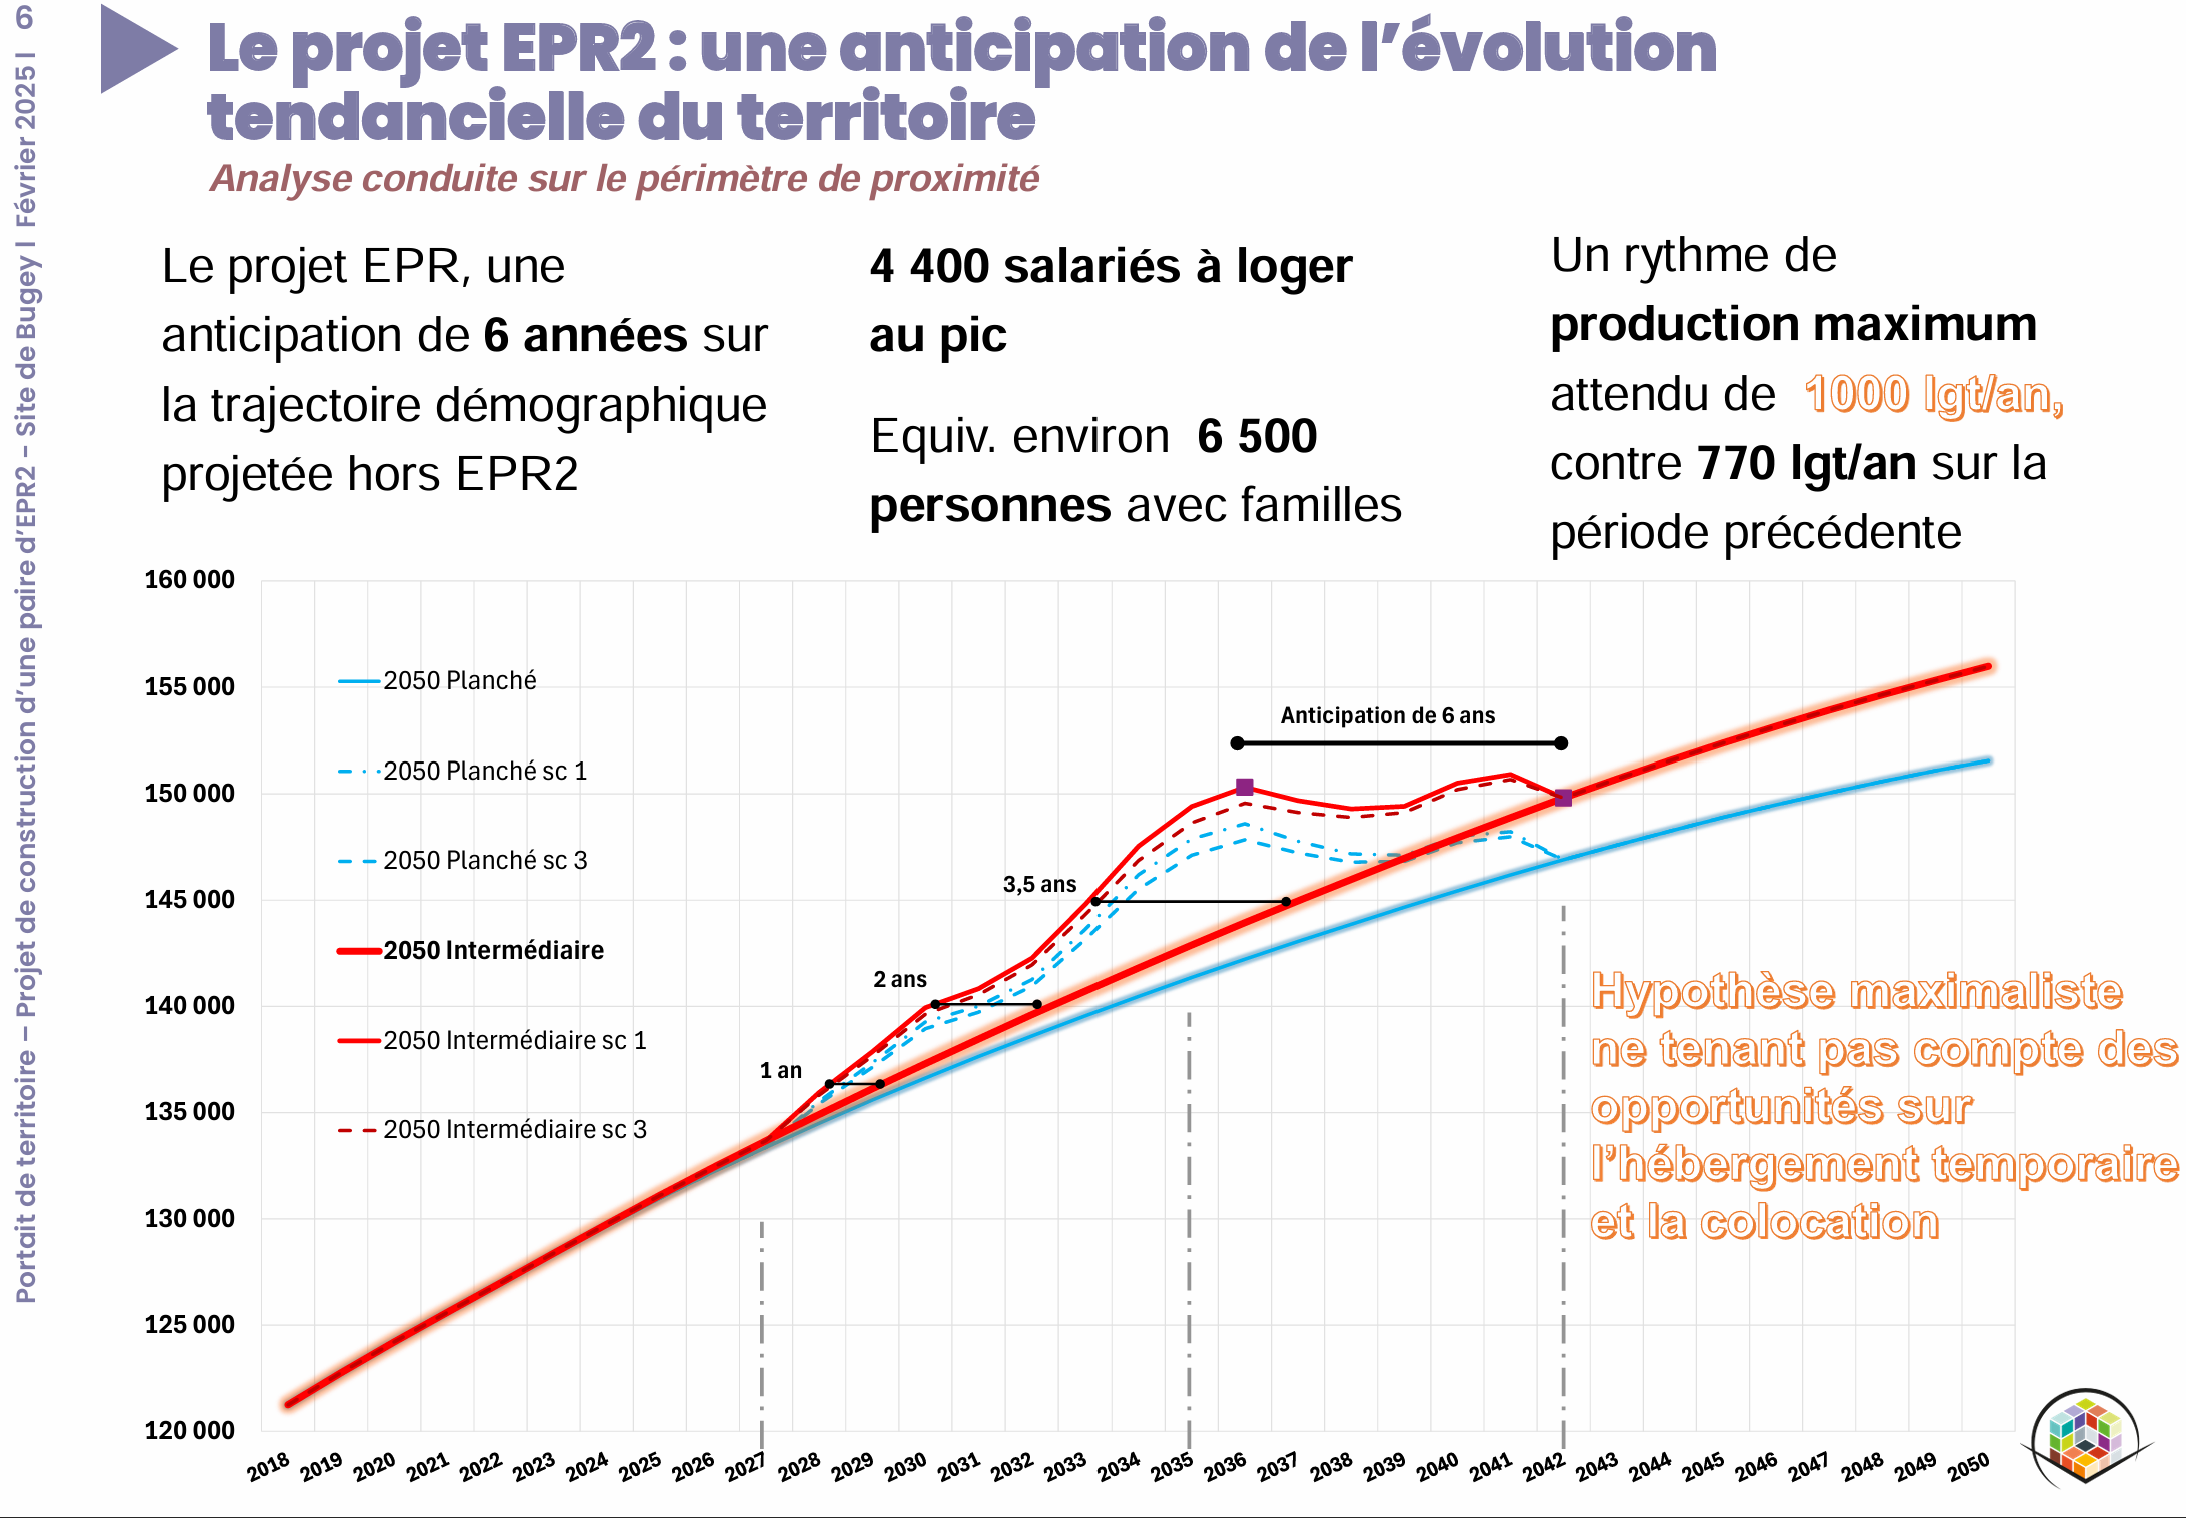 Portait de territoire – Projet de construction d'une paire d'EPR2 – Site de Bugey I Février 2025 I 6
Le projet EPR2 : une anticipation de l'évolution
tendancielle du territoire
Analyse conduite sur le périmètre de proximité
Le projet EPR, une
anticipation de 6 années sur
la trajectoire démographique
projetée hors EPR2
4 400 salariés à loger
au pic
Equiv. environ 6 500
personnes avec familles
Un rythme de
production maximum
attendu de 1000 lgt/an,
contre 770 lgt/an sur la
période précédente
160 000
155 000
150 000
145 000
140 000
135 000
130 000
125 000
120 000
2050 Planché
2050 Planché sc 1
2050 Planché sc 3
2050 Intermédiaire
2050 Intermédiaire sc 1
2050 Intermédiaire sc 3
Anticipation de 6 ans
3,5 ans
2 ans
1 an
Hypothèse maximaliste
ne tenant pas compte des
opportunités sur
l'hébergement temporaire
et la colocation
2018 2019 2020 2021 2022 2023 2024 2025 2026 2027 2028 2029 2030 2031 2032 2033 2034 2035 2036 2037 2038 2039 2040 2041 2042 2043 2044 2045 2046 2047 2048 2049 2050